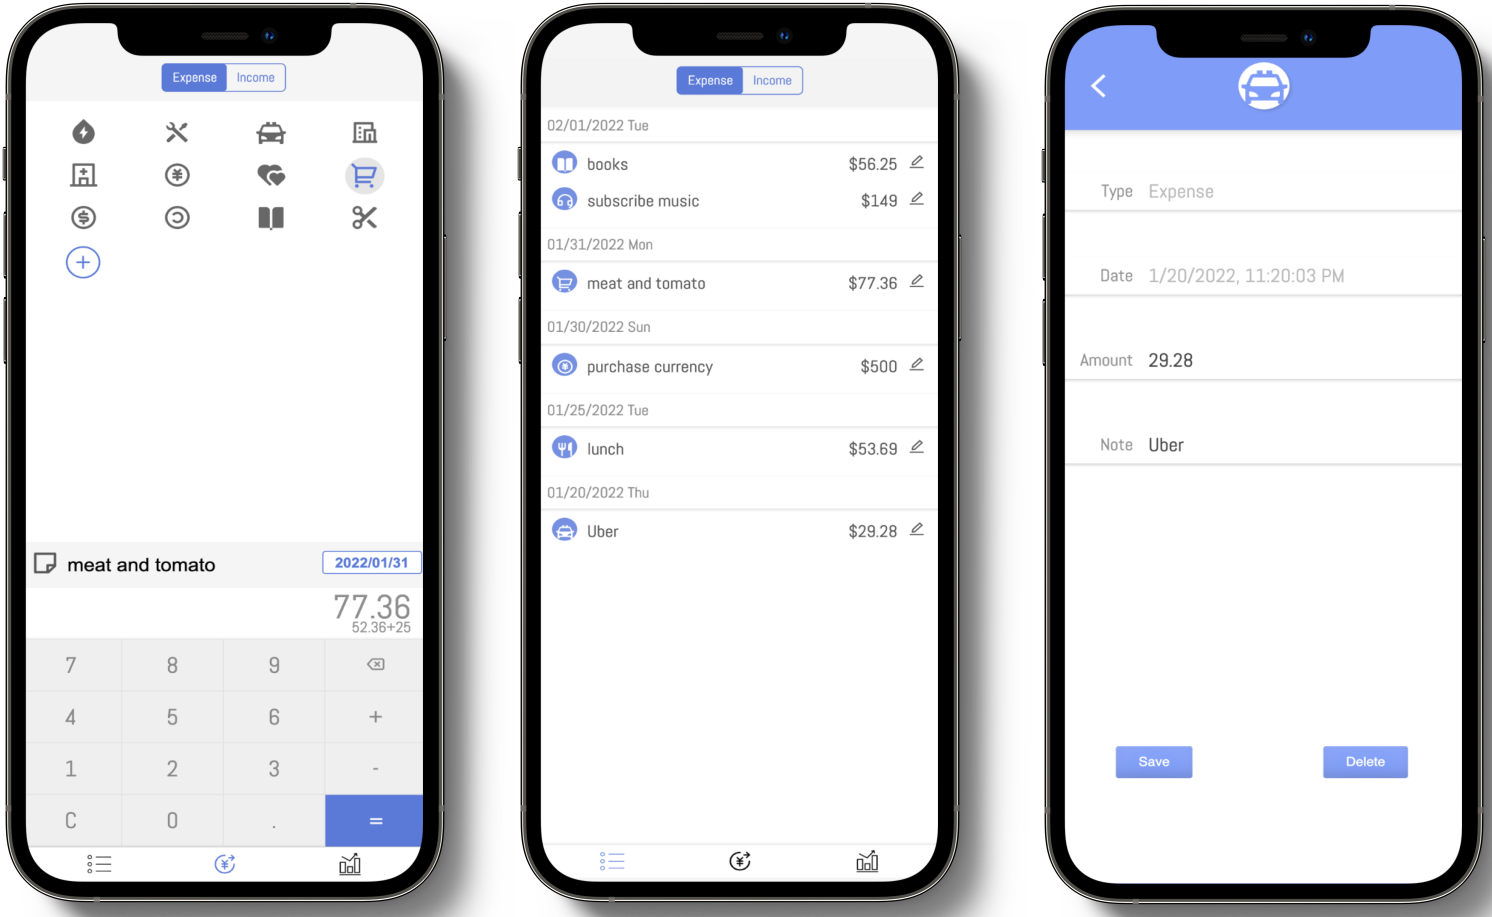 Expense Income
meat and tomato 2022/01/31
77.36
52.36+25
7 8 9
4 5 6 +
1 2 3 -
C 0 . =
Expense Income
02/01/2022 Tue
books $56.25
subscribe music $149
01/31/2022 Mon
meat and tomato $77.36
01/30/2022 Sun
purchase currency $500
01/25/2022 Tue
lunch $53.69
01/20/2022 Thu
Uber $29.28
Type Expense
Date 1/20/2022, 11:20:03 PM
Amount 29.28
Note Uber
Save Delete